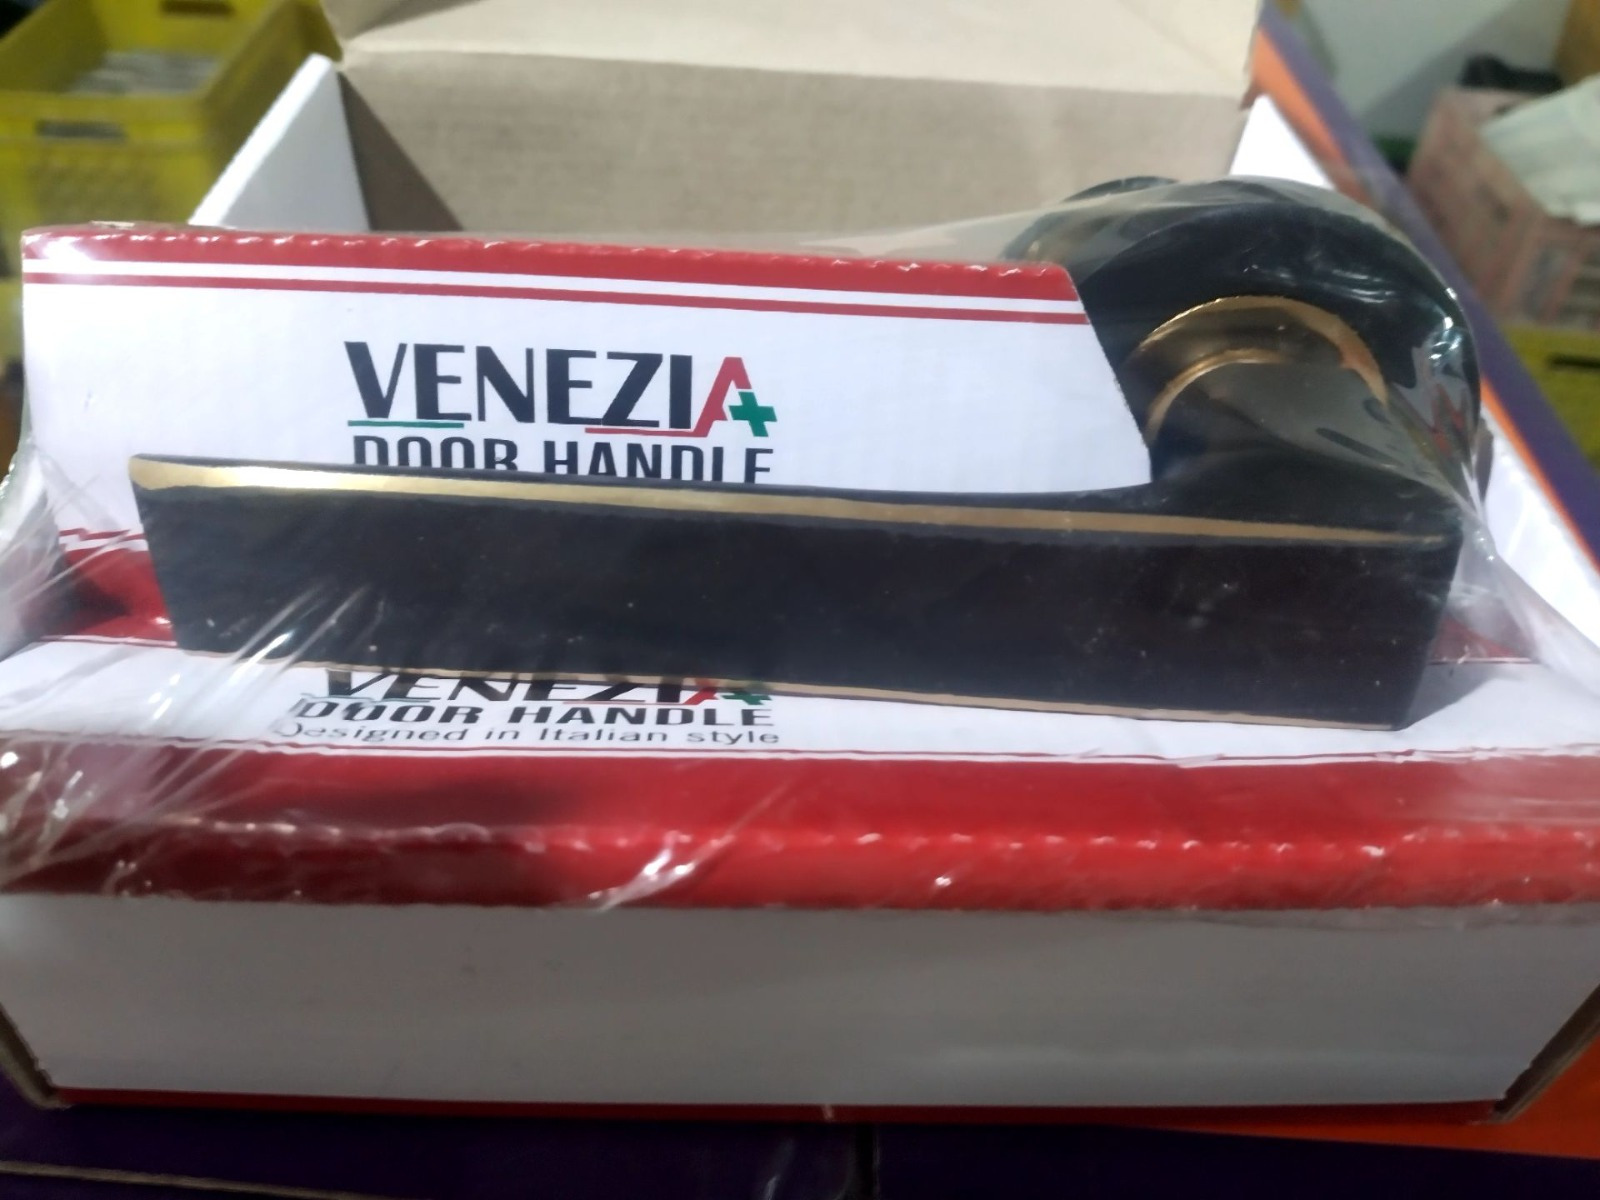 VENEZIA+
DOOR HANDLE
VENEZIA+
DOOR HANDLE
Designed in Italian style